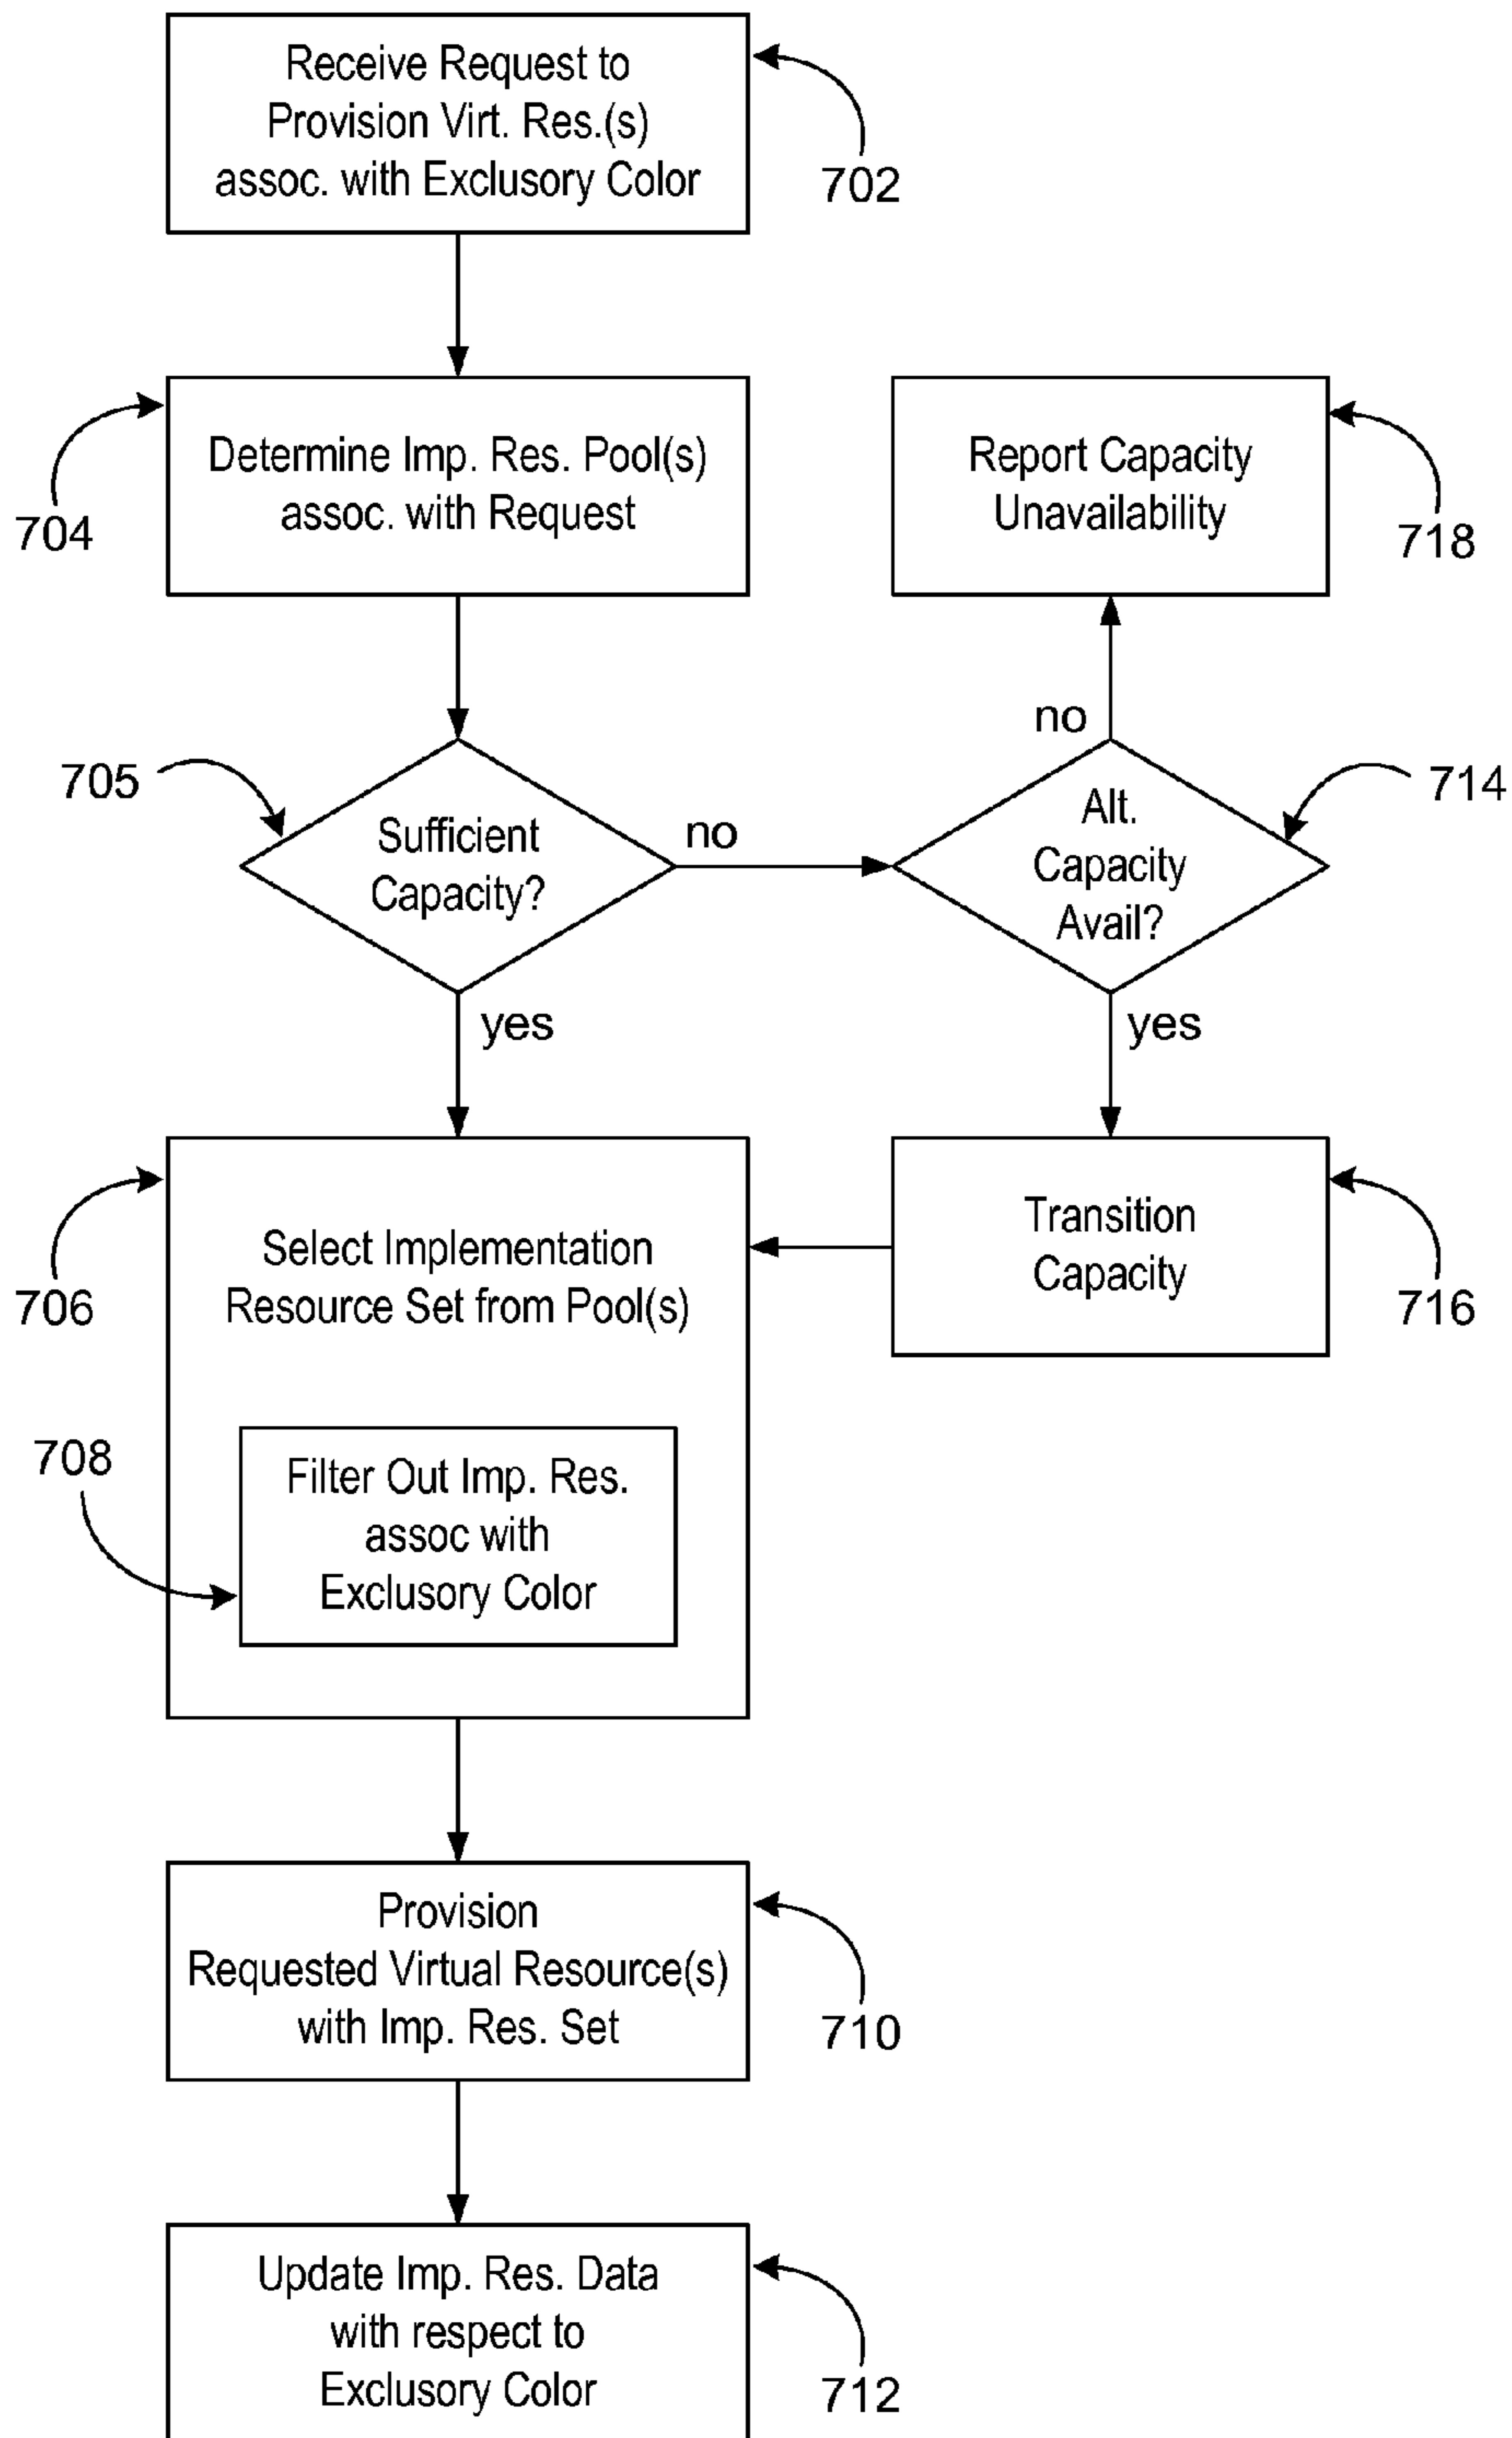 Receive Request to
Provision Virt. Res.(s)
assoc. with Exclusory Color
702
Determine Imp. Res. Pool(s)
assoc. with Request
704
Report Capacity
Unavailability
718
705
Sufficient
Capacity?
no
yes
Alt.
Capacity
Avail?
714
no
yes
706
Select Implementation
Resource Set from Pool(s)
Transition
Capacity
716
708
Filter Out Imp. Res.
assoc with
Exclusory Color
Provision
Requested Virtual Resource(s)
with Imp. Res. Set
710
Update Imp. Res. Data
with respect to
Exclusory Color
712